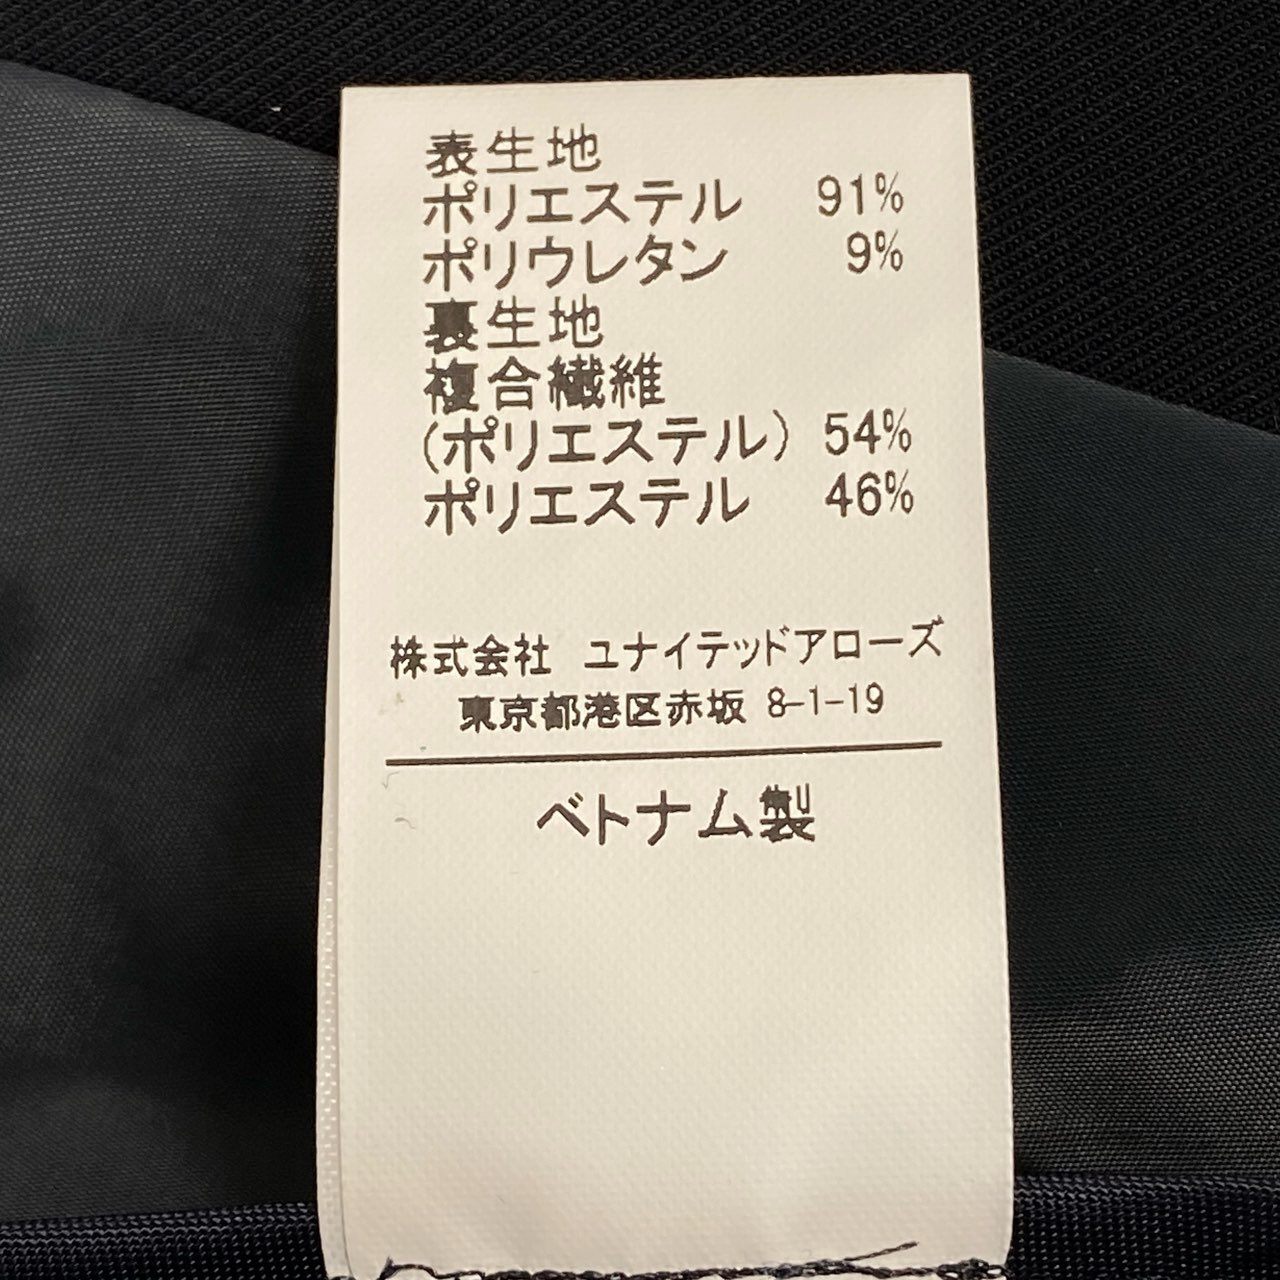 表生地
ポリエステル 91%
ポリウレタン 9%
裏生地
複合繊維
(ポリエステル) 54%
ポリエステル 46%
株式会社 ユナイテッドアローズ
東京都港区赤坂 8-1-19
ベトナム製